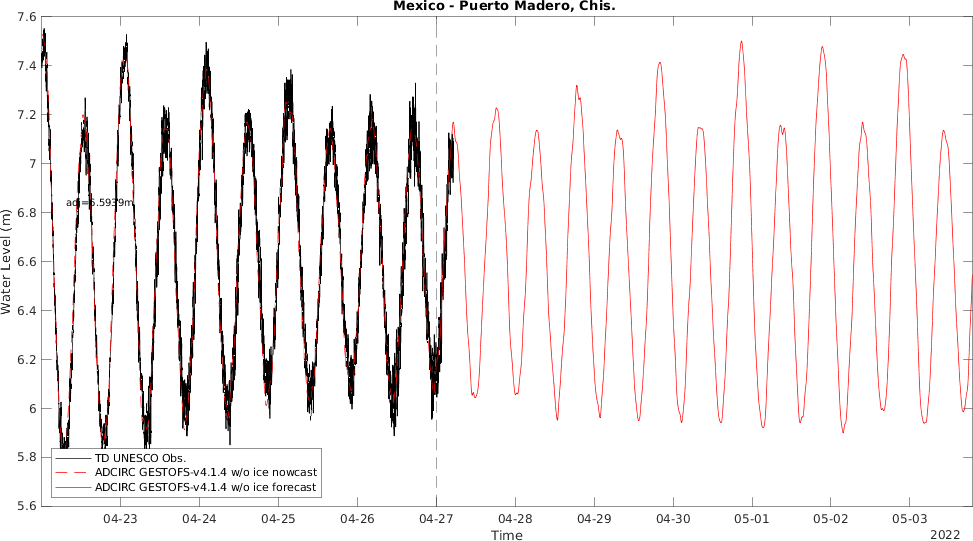 Mexico - Puerto Madero, Chis.
7.6
7.4
7.2
7
6.8
6.6
6.4
6.2
6
5.8
5.6
Water Level (m)
adj=6.5939m
TD UNESCO Obs.
ADCIRC GESTOFS-v4.1.4 w/o ice nowcast
ADCIRC GESTOFS-v4.1.4 w/o ice forecast
04-23 04-24 04-25 04-26 04-27 04-28 04-29 04-30 05-01 05-02 05-03
Time
2022